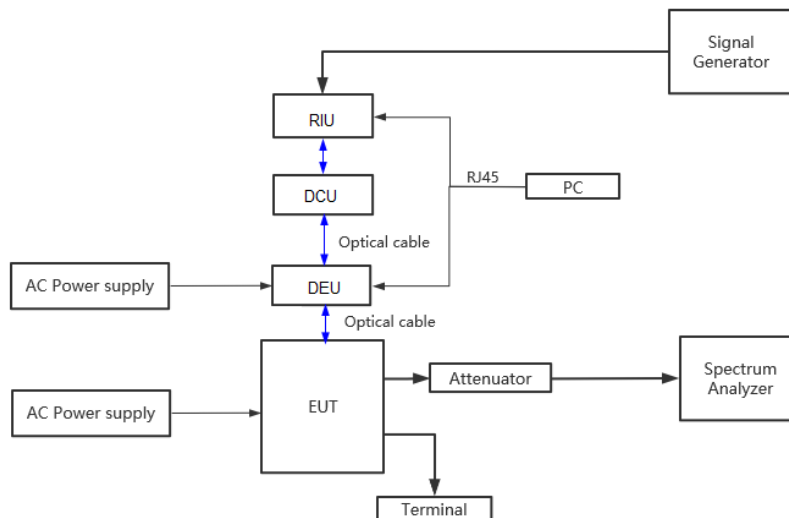 Signal
Generator
RIU
RJ45
PC
DCU
Optical cable
AC Power supply
DEU
Optical cable
EUT
Attenuator
Spectrum
Analyzer
AC Power supply
Terminal